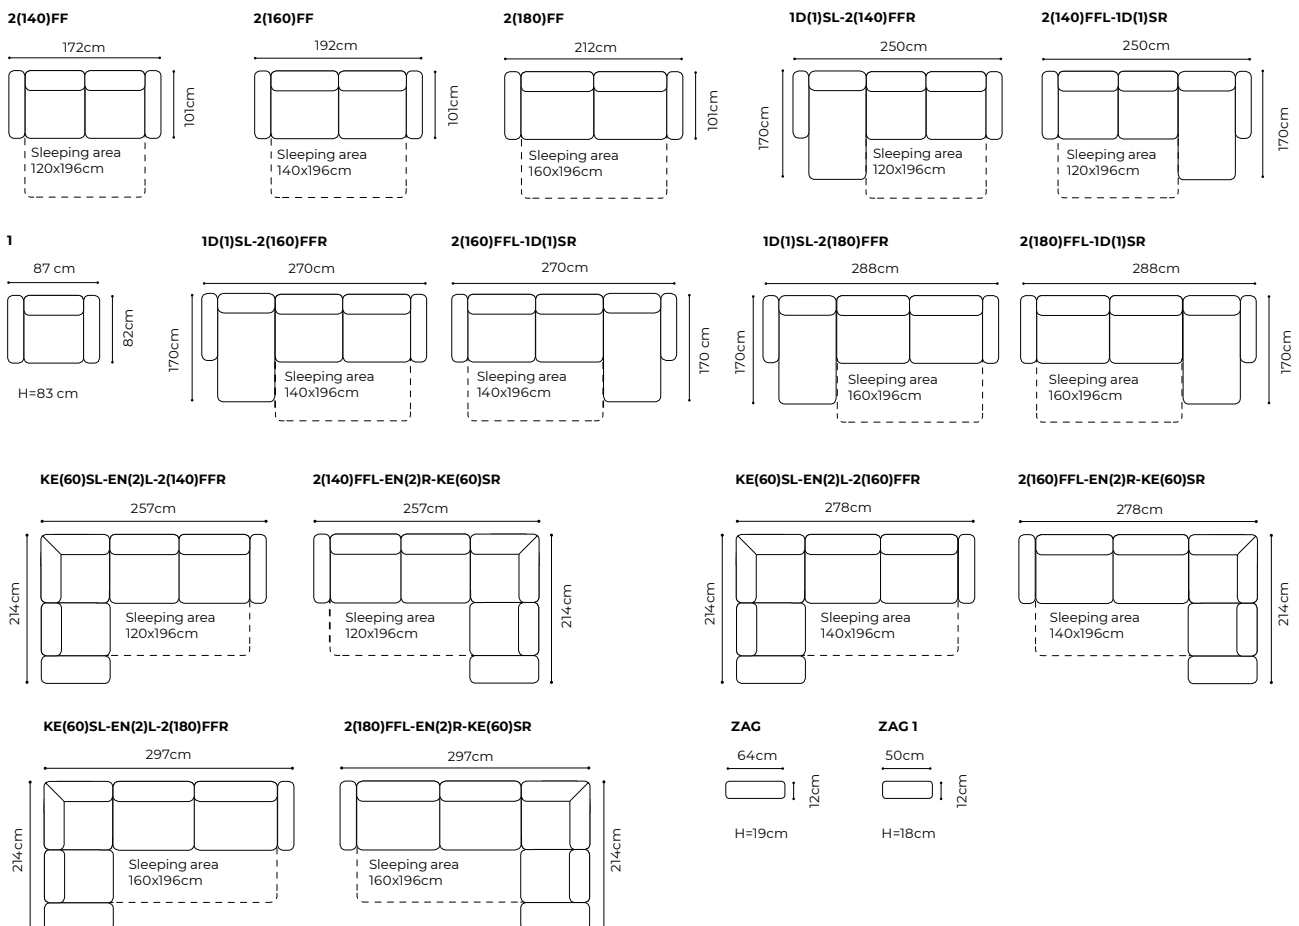 2(140)FF
172cm
101cm
Sleeping area
120x196cm
2(160)FF
192cm
101cm
Sleeping area
140x196cm
2(180)FF
212cm
101cm
Sleeping area
160x196cm
1D(1)SL-2(140)FFR
250cm
170cm
Sleeping area
120x196cm
2(140)FFL-1D(1)SR
250cm
170cm
Sleeping area
120x196cm
1
87 cm
82cm
H=83 cm
1D(1)SL-2(160)FFR
270cm
170cm
Sleeping area
140x196cm
2(160)FFL-1D(1)SR
270cm
170 cm
Sleeping area
140x196cm
1D(1)SL-2(180)FFR
288cm
170cm
Sleeping area
160x196cm
2(180)FFL-1D(1)SR
288cm
170cm
Sleeping area
160x196cm
KE(60)SL-EN(2)L-2(140)FFR
257cm
214cm
Sleeping area
120x196cm
2(140)FFL-EN(2)R-KE(60)SR
257cm
214cm
Sleeping area
120x196cm
KE(60)SL-EN(2)L-2(160)FFR
278cm
214cm
Sleeping area
140x196cm
2(160)FFL-EN(2)R-KE(60)SR
278cm
214cm
Sleeping area
140x196cm
KE(60)SL-EN(2)L-2(180)FFR
297cm
214cm
Sleeping area
160x196cm
2(180)FFL-EN(2)R-KE(60)SR
297cm
214cm
Sleeping area
160x196cm
ZAG
64cm
12cm
H=19cm
ZAG 1
50cm
12cm
H=18cm